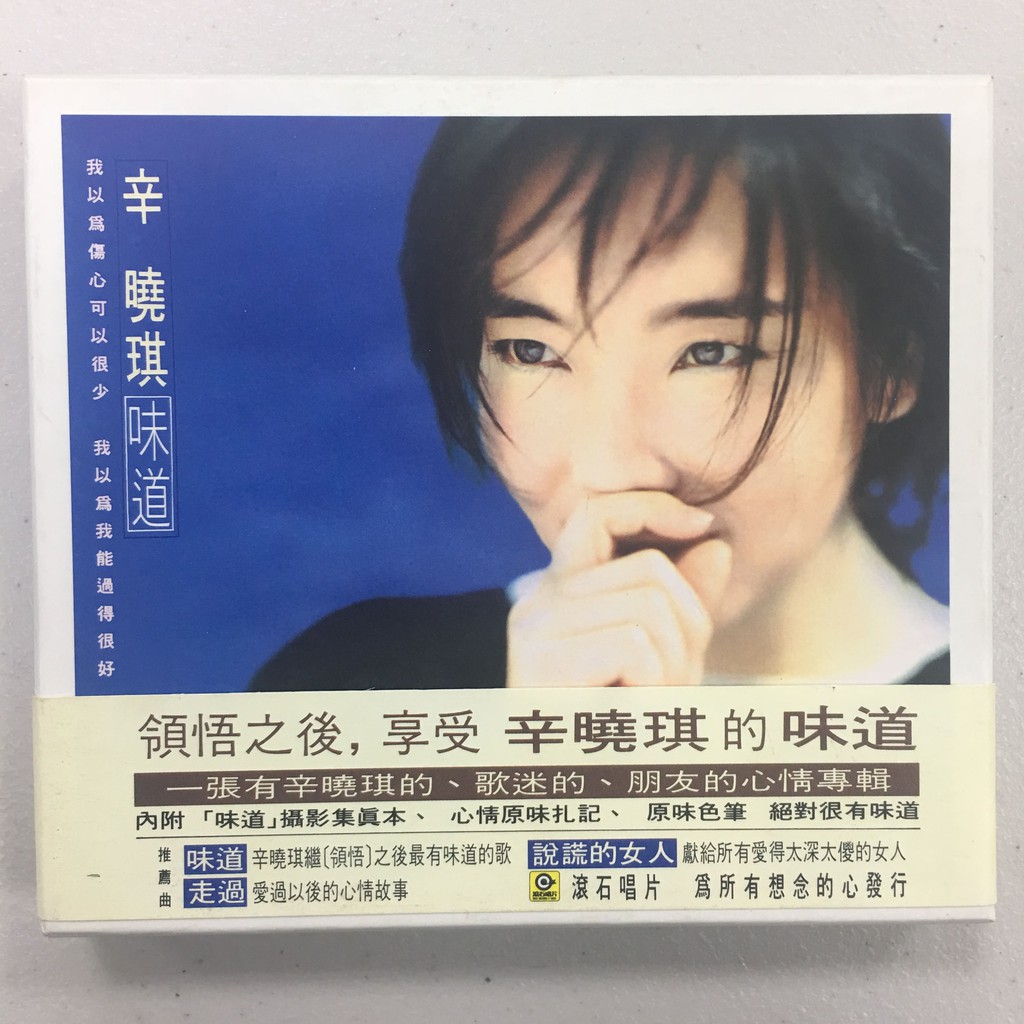 我以爲傷心可以很少 我以爲我能過得很好
辛曉琪 味道
領悟之後，享受 辛曉琪 的 味道
一張有辛曉琪的、歌迷的、朋友的心情專輯
內附 「味道」攝影集眞本、 心情原味扎記、 原味色筆 絕對很有味道
推薦曲
味道 辛曉琪繼〔領悟〕之後最有味道的歌
走過 愛過以後的心情故事
說謊的女人 獻給所有愛得太深太傻的女人
滾石唱片 爲所有想念的心發行